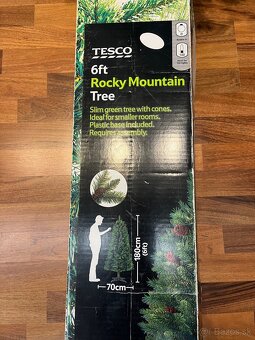 TESCO
6ft
Rocky Mountain
Tree
Slim green tree with cones.
Ideal for smaller rooms.
Plastic base included.
Requires assembly.
180cm
(6ft)
70cm
bazos.sk